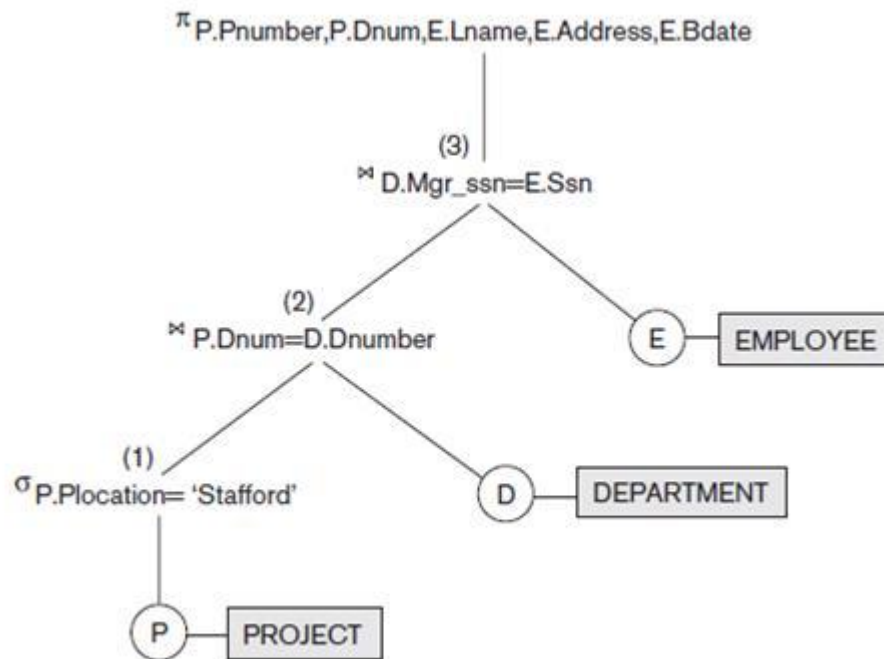 π P.Pnumber,P.Dnum,E.Lname,E.Address,E.Bdate
(3)
⋈ D.Mgr_ssn=E.Ssn
(2)
⋈ P.Dnum=D.Dnumber
E
EMPLOYEE
(1)
σ P.Plocation= ‘Stafford’
D
DEPARTMENT
P
PROJECT